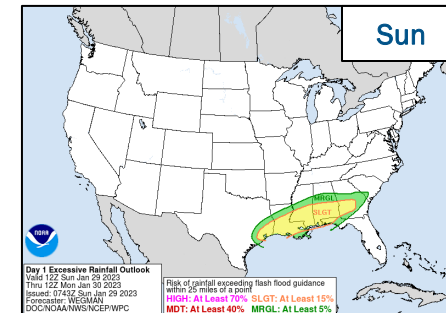 Sun
MRGL
SLGT
NOAA
Day 1 Excessive Rainfall Outlook
Valid 12Z Sun Jan 29 2023
Thru 12Z Mon Jan 30 2023
Issued: 0743Z Sun Jan 29 2023
Forecaster: WEGMAN
DOC/NOAA/NWS/NCEP/WPC
Risk of rainfall exceeding flash flood guidance
within 25 miles of a point
HIGH: At Least 70% SLGT: At Least 15%
MDT: At Least 40% MRGL: At Least 5%